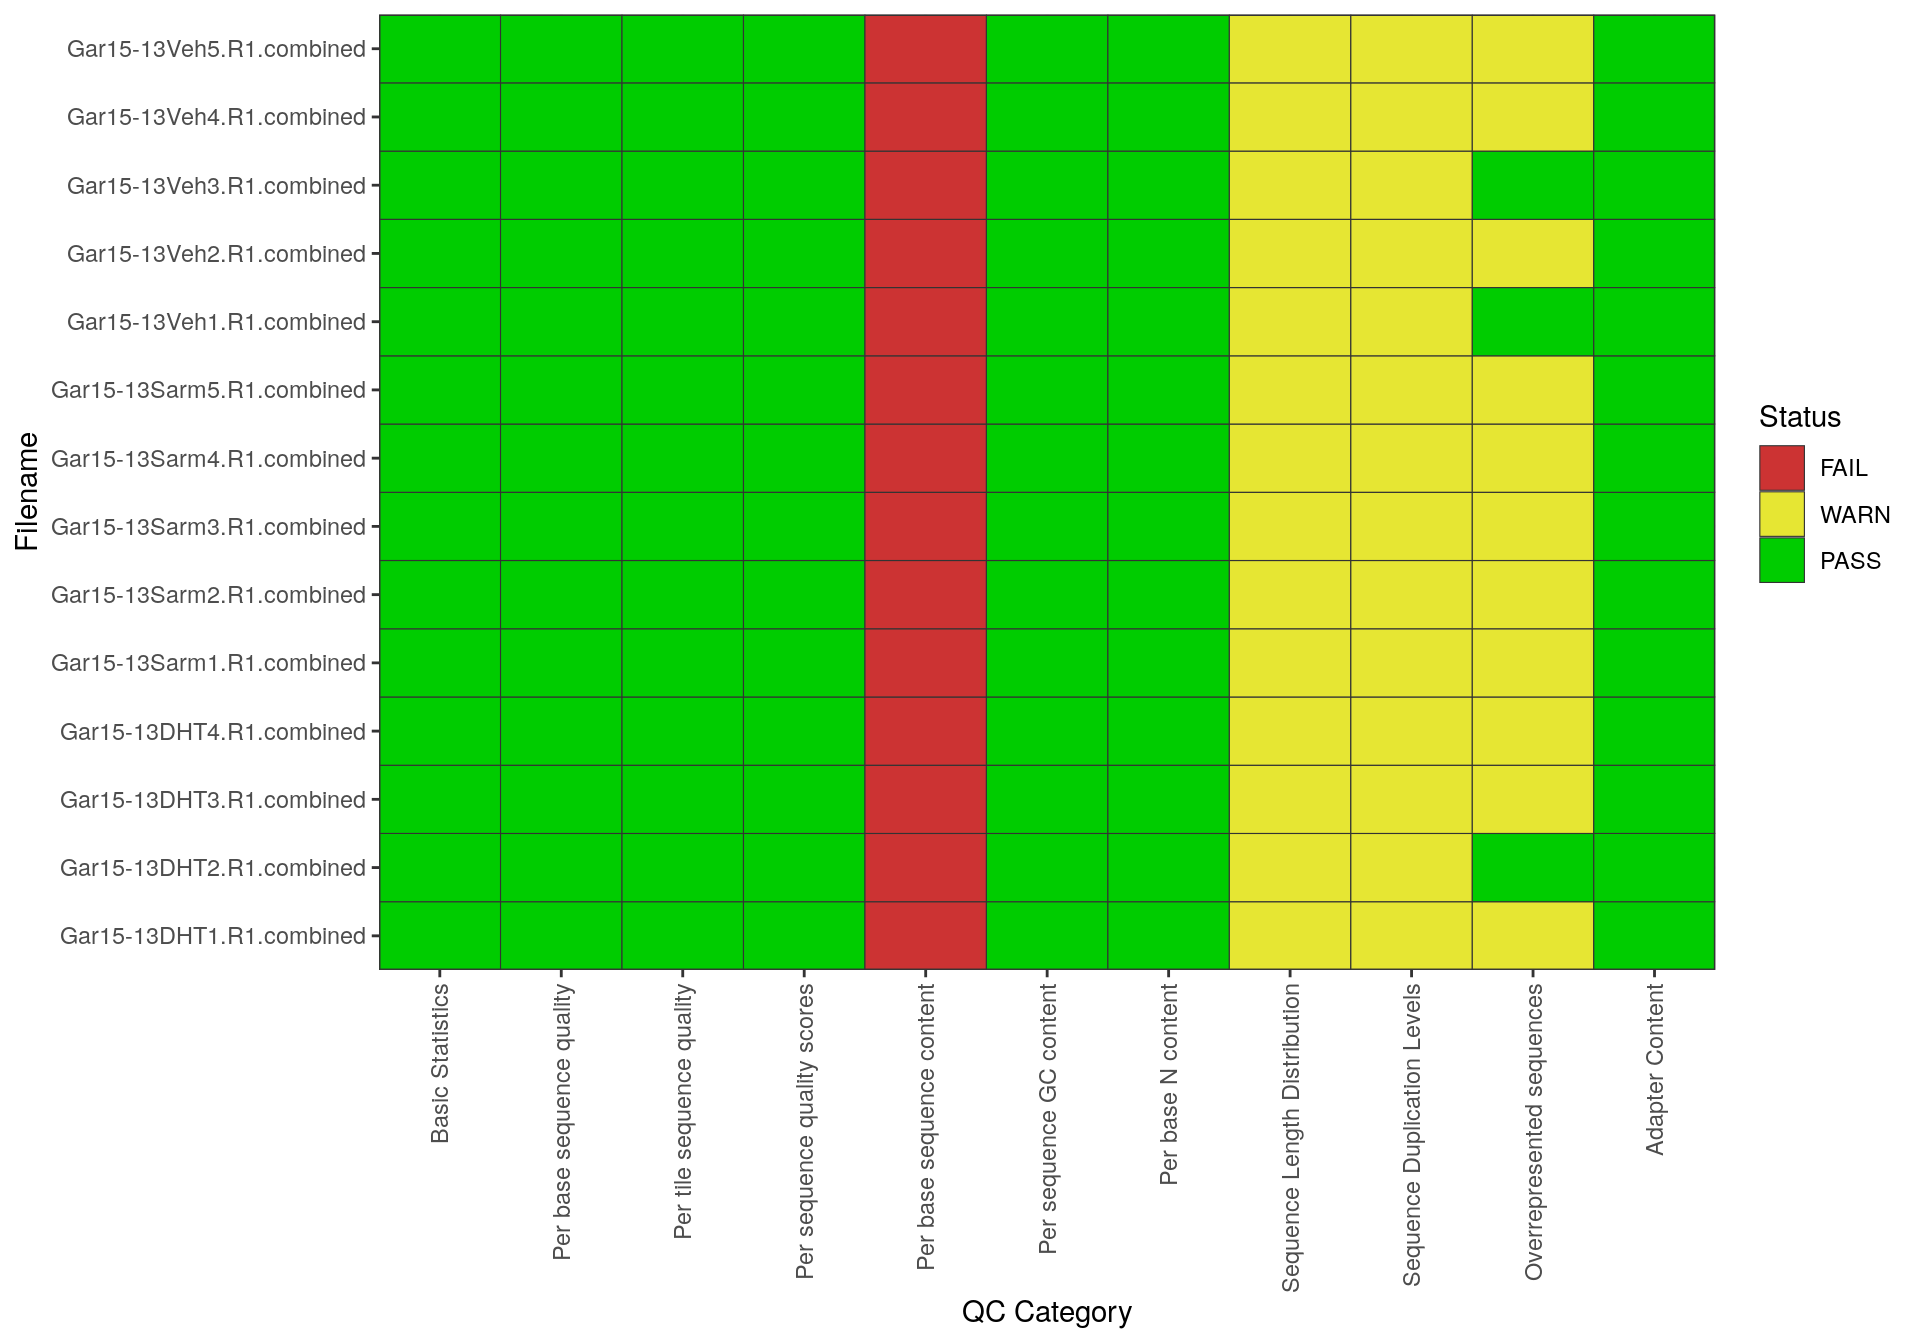 Filename
Gar15-13Veh5.R1.combined
Gar15-13Veh4.R1.combined
Gar15-13Veh3.R1.combined
Gar15-13Veh2.R1.combined
Gar15-13Veh1.R1.combined
Gar15-13Sarm5.R1.combined
Gar15-13Sarm4.R1.combined
Gar15-13Sarm3.R1.combined
Gar15-13Sarm2.R1.combined
Gar15-13Sarm1.R1.combined
Gar15-13DHT4.R1.combined
Gar15-13DHT3.R1.combined
Gar15-13DHT2.R1.combined
Gar15-13DHT1.R1.combined
Basic Statistics
Per base sequence quality
Per tile sequence quality
Per sequence quality scores
Per base sequence content
Per sequence GC content
Per base N content
Sequence Length Distribution
Sequence Duplication Levels
Overrepresented sequences
Adapter Content
QC Category
Status
FAIL
WARN
PASS